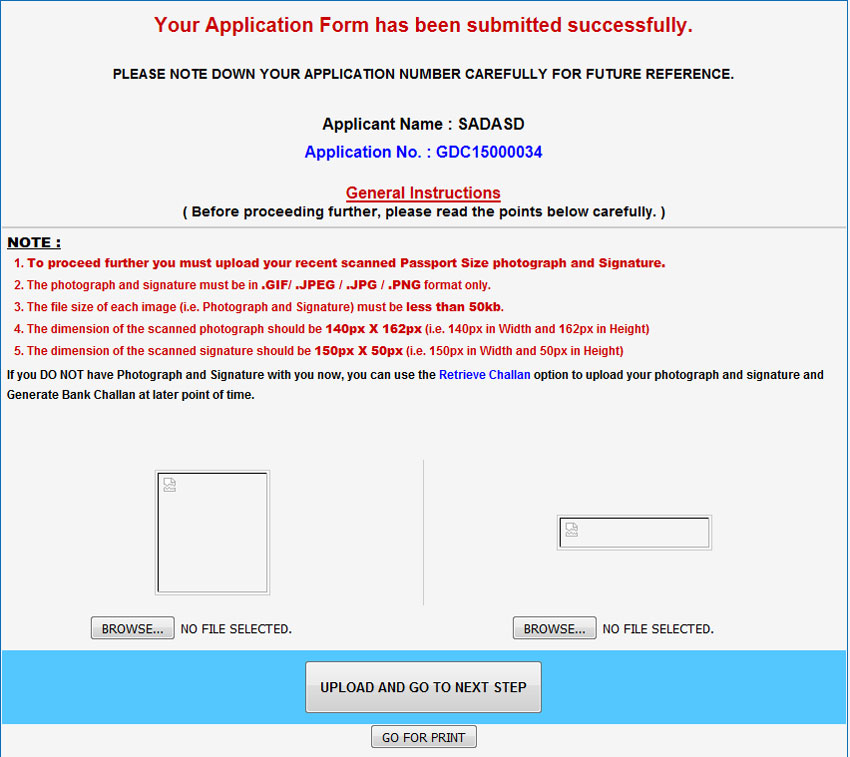 Your Application Form has been submitted successfully.
PLEASE NOTE DOWN YOUR APPLICATION NUMBER CAREFULLY FOR FUTURE REFERENCE.
Applicant Name : SADASD
Application No. : GDC15000034
General Instructions
( Before proceeding further, please read the points below carefully. )
NOTE :
1. To proceed further you must upload your recent scanned Passport Size photograph and Signature.
2. The photograph and signature must be in .GIF/ .JPEG / .JPG / .PNG format only.
3. The file size of each image (i.e. Photograph and Signature) must be less than 50kb.
4. The dimension of the scanned photograph should be 140px X 162px (i.e. 140px in Width and 162px in Height)
5. The dimension of the scanned signature should be 150px X 50px (i.e. 150px in Width and 50px in Height)
If you DO NOT have Photograph and Signature with you now, you can use the Retrieve Challan option to upload your photograph and signature and
Generate Bank Challan at later point of time.
BROWSE... NO FILE SELECTED.
BROWSE... NO FILE SELECTED.
UPLOAD AND GO TO NEXT STEP
GO FOR PRINT